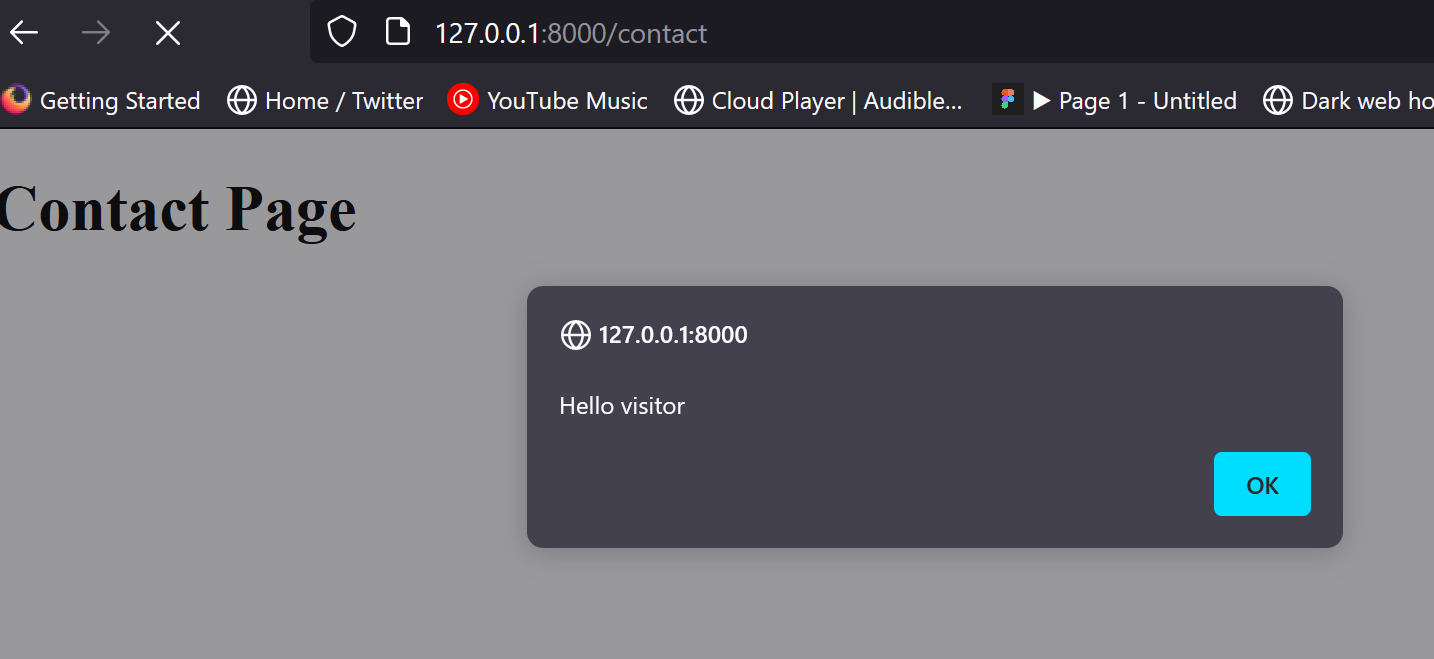 127.0.0.1:8000/contact
Getting Started Home / Twitter YouTube Music Cloud Player | Audible... ▶ Page 1 - Untitled Dark web ho
Contact Page
127.0.0.1:8000
Hello visitor
OK